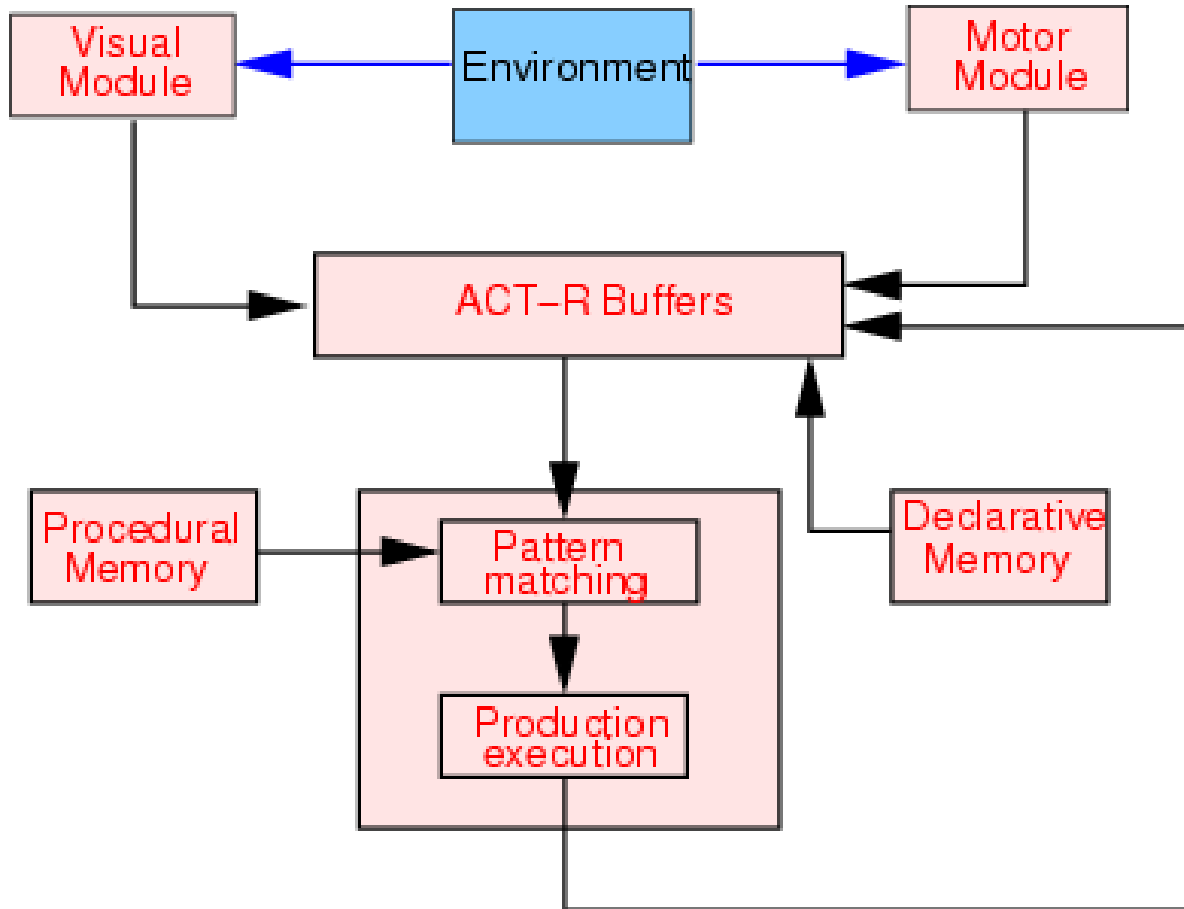 Visual
Module
Environment
Motor
Module
ACT–R Buffers
Procedural
Memory
Pattern
matching
Declarative
Memory
Production
execution